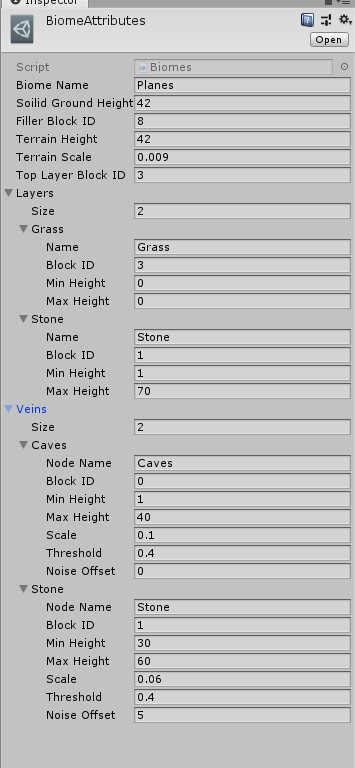 Inspector
BiomeAttributes
Open
Script Biomes
Biome Name Planes
Soilid Ground Height 42
Filler Block ID 8
Terrain Height 42
Terrain Scale 0.009
Top Layer Block ID 3
Layers
Size 2
Grass
Name Grass
Block ID 3
Min Height 0
Max Height 0
Stone
Name Stone
Block ID 1
Min Height 1
Max Height 70
Veins
Size 2
Caves
Node Name Caves
Block ID 0
Min Height 1
Max Height 40
Scale 0.1
Threshold 0.4
Noise Offset 0
Stone
Node Name Stone
Block ID 1
Min Height 30
Max Height 60
Scale 0.06
Threshold 0.4
Noise Offset 5